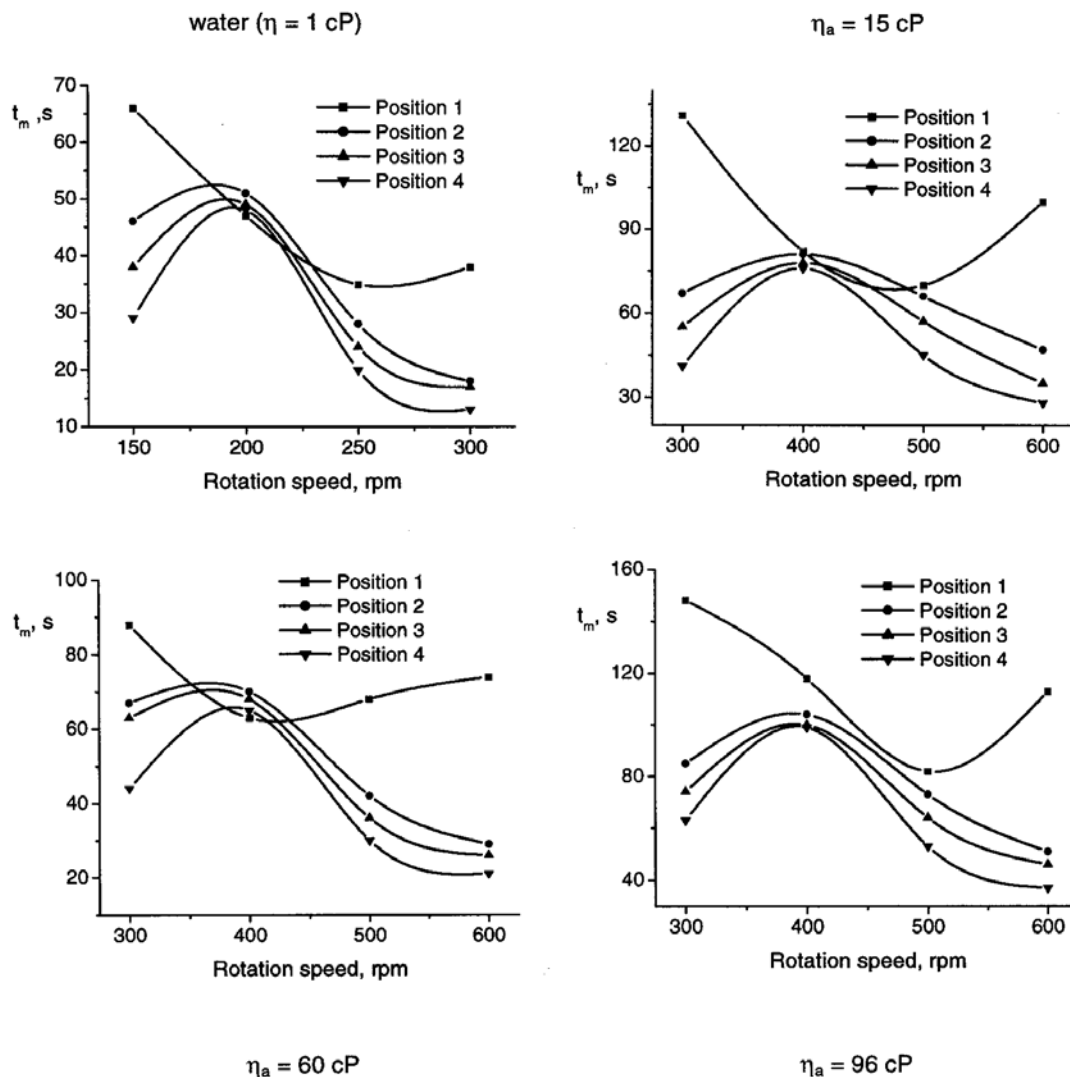 water (η = 1 cP)
t_m ,s
70
60
50
40
30
20
10
Position 1
Position 2
Position 3
Position 4
150 200 250 300
Rotation speed, rpm
η_a = 15 cP
t_m, s
130
100
70
30
Position 1
Position 2
Position 3
Position 4
300 400 500 600
Rotation speed, rpm
t_m, s
100
80
60
40
20
Position 1
Position 2
Position 3
Position 4
300 400 500 600
Rotation speed, rpm
η_a = 60 cP
t_m, s
160
120
80
40
Position 1
Position 2
Position 3
Position 4
300 400 500 600
Rotation speed, rpm
η_a = 96 cP